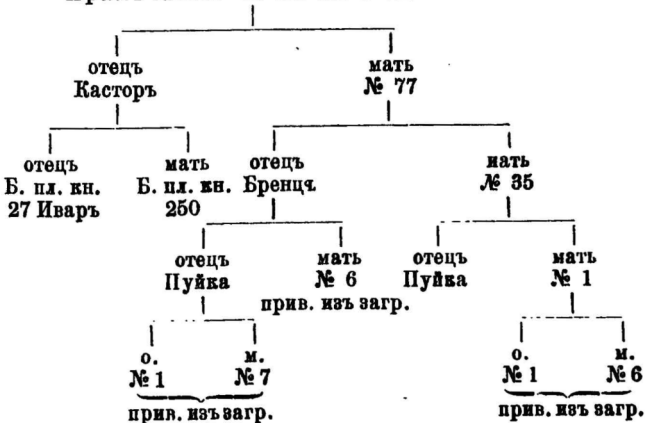 отецъ мать
Касторъ № 77
отецъ мать отецъ мать
Б. пл. кн. Б. пл. кн. Бренцъ № 35
27 Иваръ 250
отецъ мать отецъ мать
Пуйка № 6 Пуйка № 1
прив. изъ загр.
о. м. о. м.
№ 1 № 7 № 1 № 6
прив. изъ загр. прив. изъ загр.